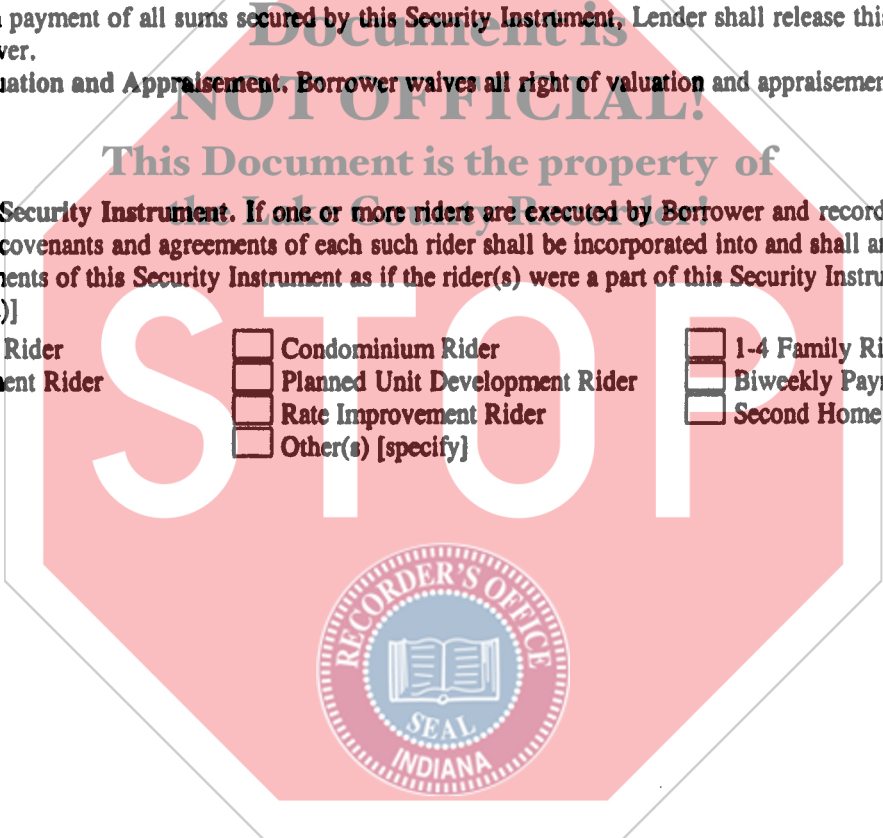 payment of all sums secured by this Security Instrument, Lender shall release this
ver.
uation and Appraisement. Borrower waives all right of valuation and appraisemen
Document is
NOT OFFICIAL!
This Document is the property of
the Lake County Recorder!
Security Instrument. If one or more riders are executed by Borrower and record
covenants and agreements of each such rider shall be incorporated into and shall a
nents of this Security Instrument as if the rider(s) were a part of this Security Instru
)]
Rider
Condominium Rider
1-4 Family Ri
ent Rider
Planned Unit Development Rider
Biweekly Payn
Rate Improvement Rider
Second Home
Other(s) [specify]
STOP
RECORDER'S OFFICE
SEAL
INDIANA